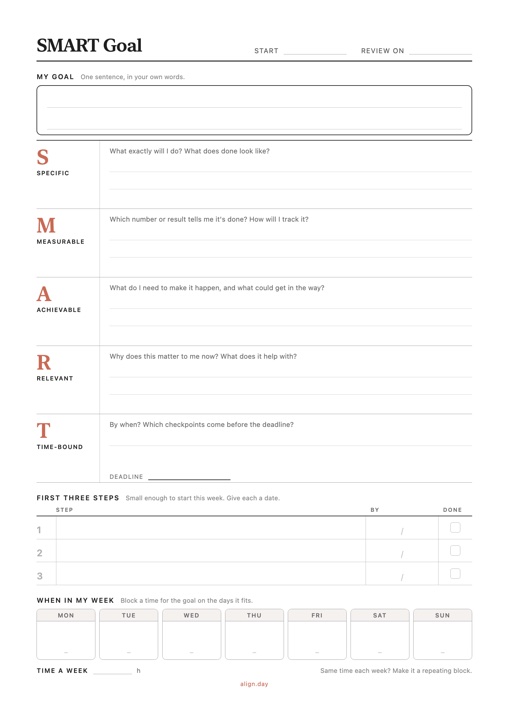 SMART Goal
START
REVIEW ON
MY GOAL One sentence, in your own words.
S
SPECIFIC
What exactly will I do? What does done look like?
M
MEASURABLE
Which number or result tells me it's done? How will I track it?
A
ACHIEVABLE
What do I need to make it happen, and what could get in the way?
R
RELEVANT
Why does this matter to me now? What does it help with?
T
TIME-BOUND
By when? Which checkpoints come before the deadline?
DEADLINE
FIRST THREE STEPS Small enough to start this week. Give each a date.
STEP BY DONE
1 /
2 /
3 /
WHEN IN MY WEEK Block a time for the goal on the days it fits.
MON TUE WED THU FRI SAT SUN
– – – – – – –
TIME A WEEK h
Same time each week? Make it a repeating block.
align.day